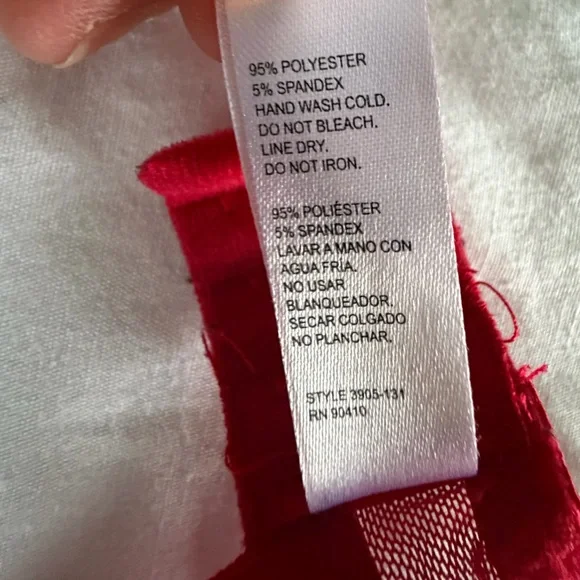 95% POLYESTER
5% SPANDEX
HAND WASH COLD.
DO NOT BLEACH.
LINE DRY.
DO NOT IRON.
95% POLIÉSTER
5% SPANDEX
LAVAR A MANO CON
AGUA FRIA.
NO USAR
BLANQUEADOR.
SECAR COLGADO
NO PLANCHAR.
STYLE 3905-131
RN 90410